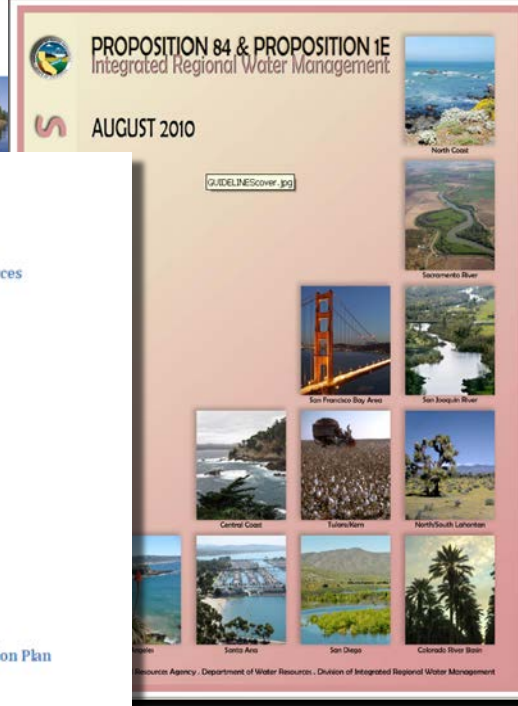 PROPOSITION 84 & PROPOSITION 1E
Integrated Regional Water Management
AUGUST 2010
S
GUIDELINEScover.jpg
North Coast
Sacramento River
San Francisco Bay Area
San Joaquin River
Central Coast
Tulare/Kern
North/South Lahontan
Angeles
Santa Ana
San Diego
Colorado River Basin
Resources Agency . Department of Water Resources . Division of Integrated Regional Water Management
ces
on Plan